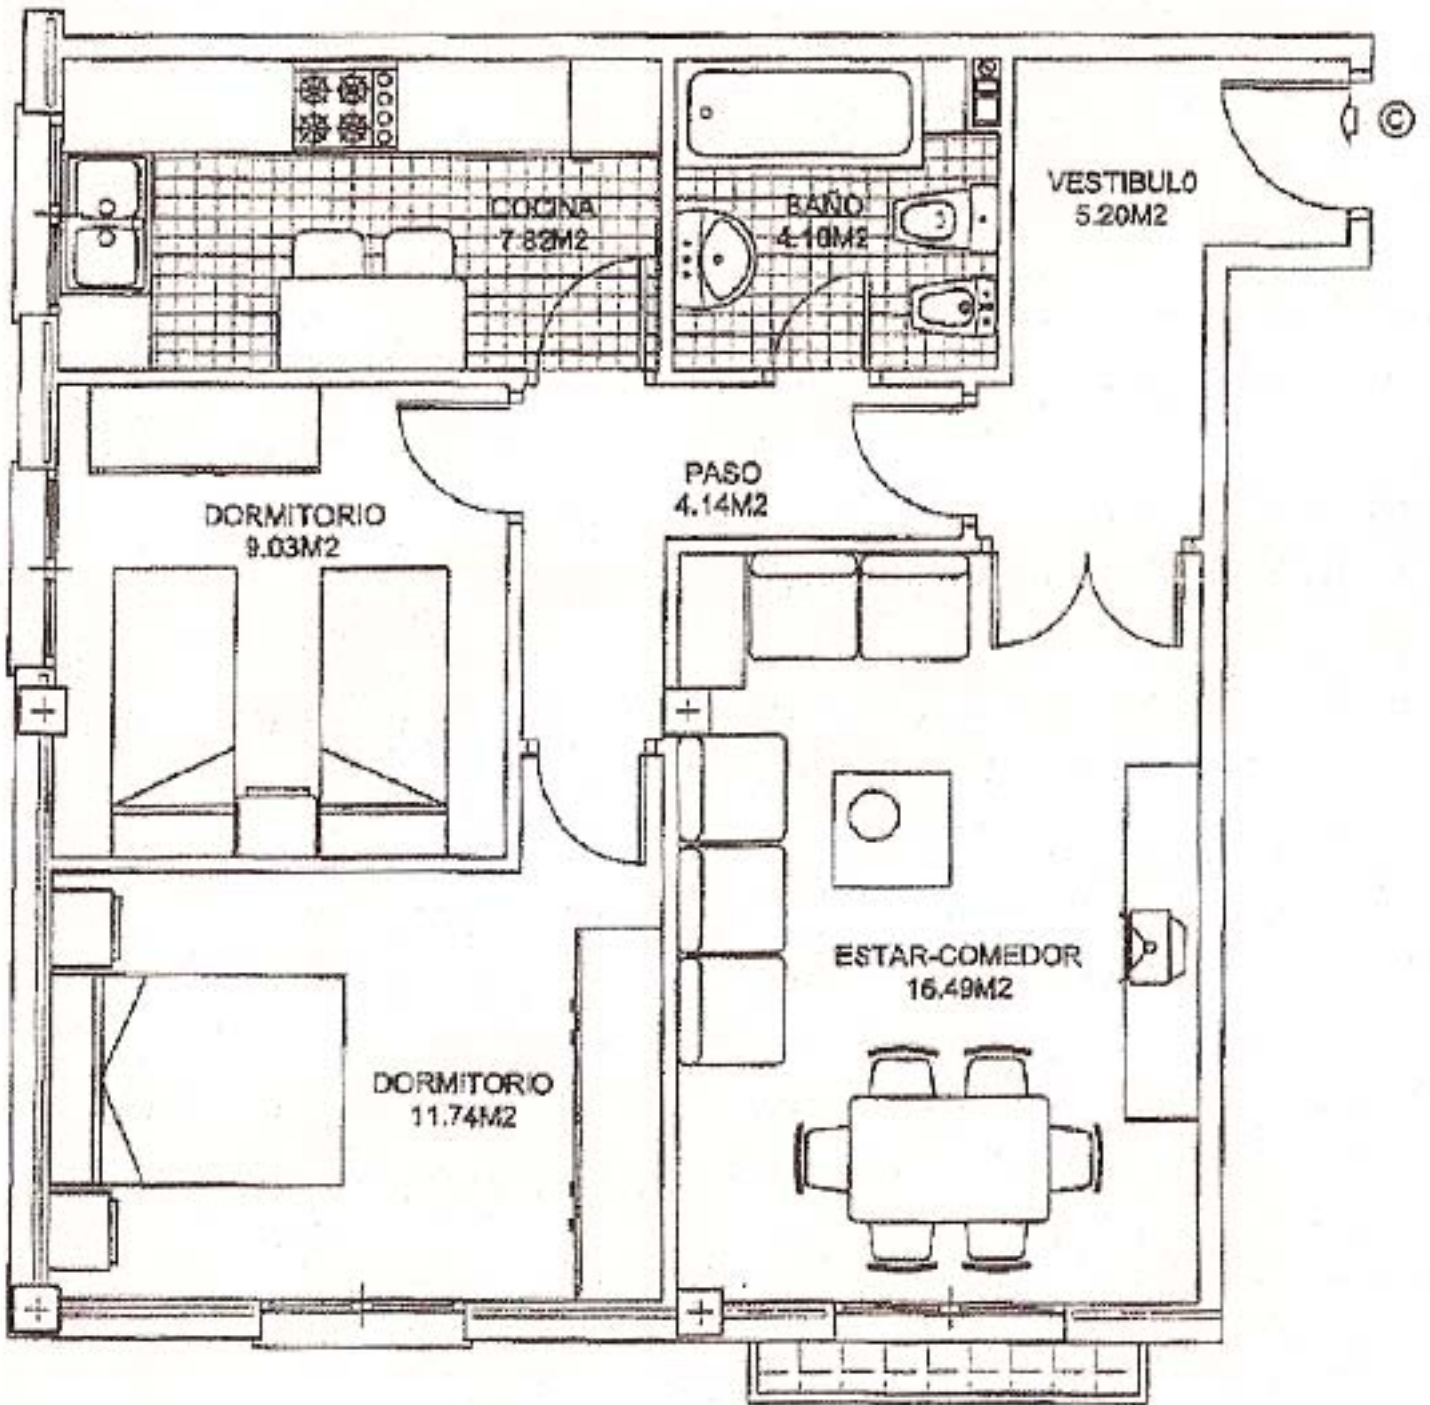 COCINA
7.82M2
BAÑO
4.10M2
VESTIBULO
5.20M2
©
PASO
4.14M2
DORMITORIO
9.03M2
ESTAR-COMEDOR
16.49M2
DORMITORIO
11.74M2